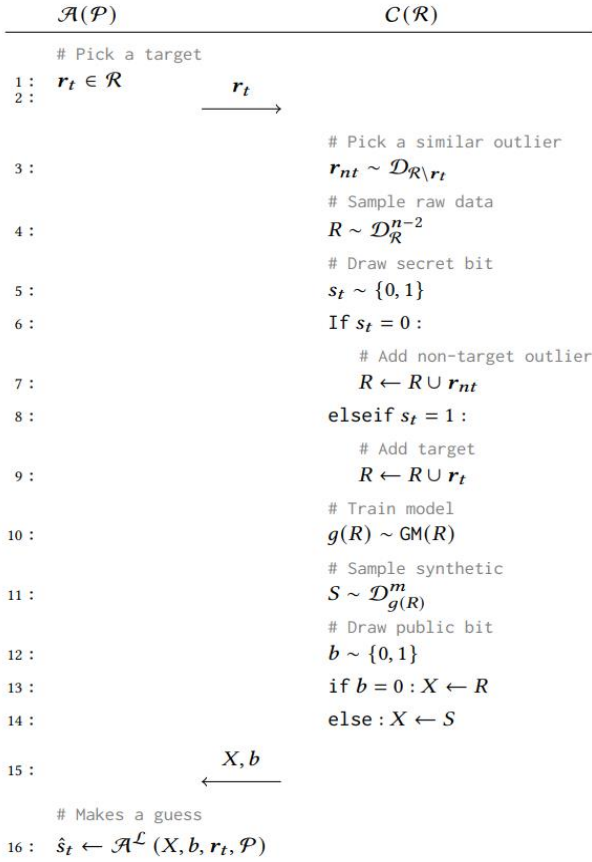 𝒜(𝒫) C(ℛ)
# Pick a target
1 : r_t ∈ ℛ
2 : r_t
# Pick a similar outlier
3 : r_nt ∼ 𝒟_ℛ\r_t
# Sample raw data
4 : R ∼ 𝒟_ℛ^n−2
# Draw secret bit
5 : s_t ∼ {0, 1}
6 : If s_t = 0 :
# Add non-target outlier
7 : R ← R ∪ r_nt
8 : elseif s_t = 1 :
# Add target
9 : R ← R ∪ r_t
# Train model
10 : g(R) ∼ GM(R)
# Sample synthetic
11 : S ∼ 𝒟_g(R)^m
# Draw public bit
12 : b ∼ {0, 1}
13 : if b = 0 : X ← R
14 : else : X ← S
15 : X, b
# Makes a guess
16 : ŝ_t ← 𝒜^ℒ (X, b, r_t, 𝒫)